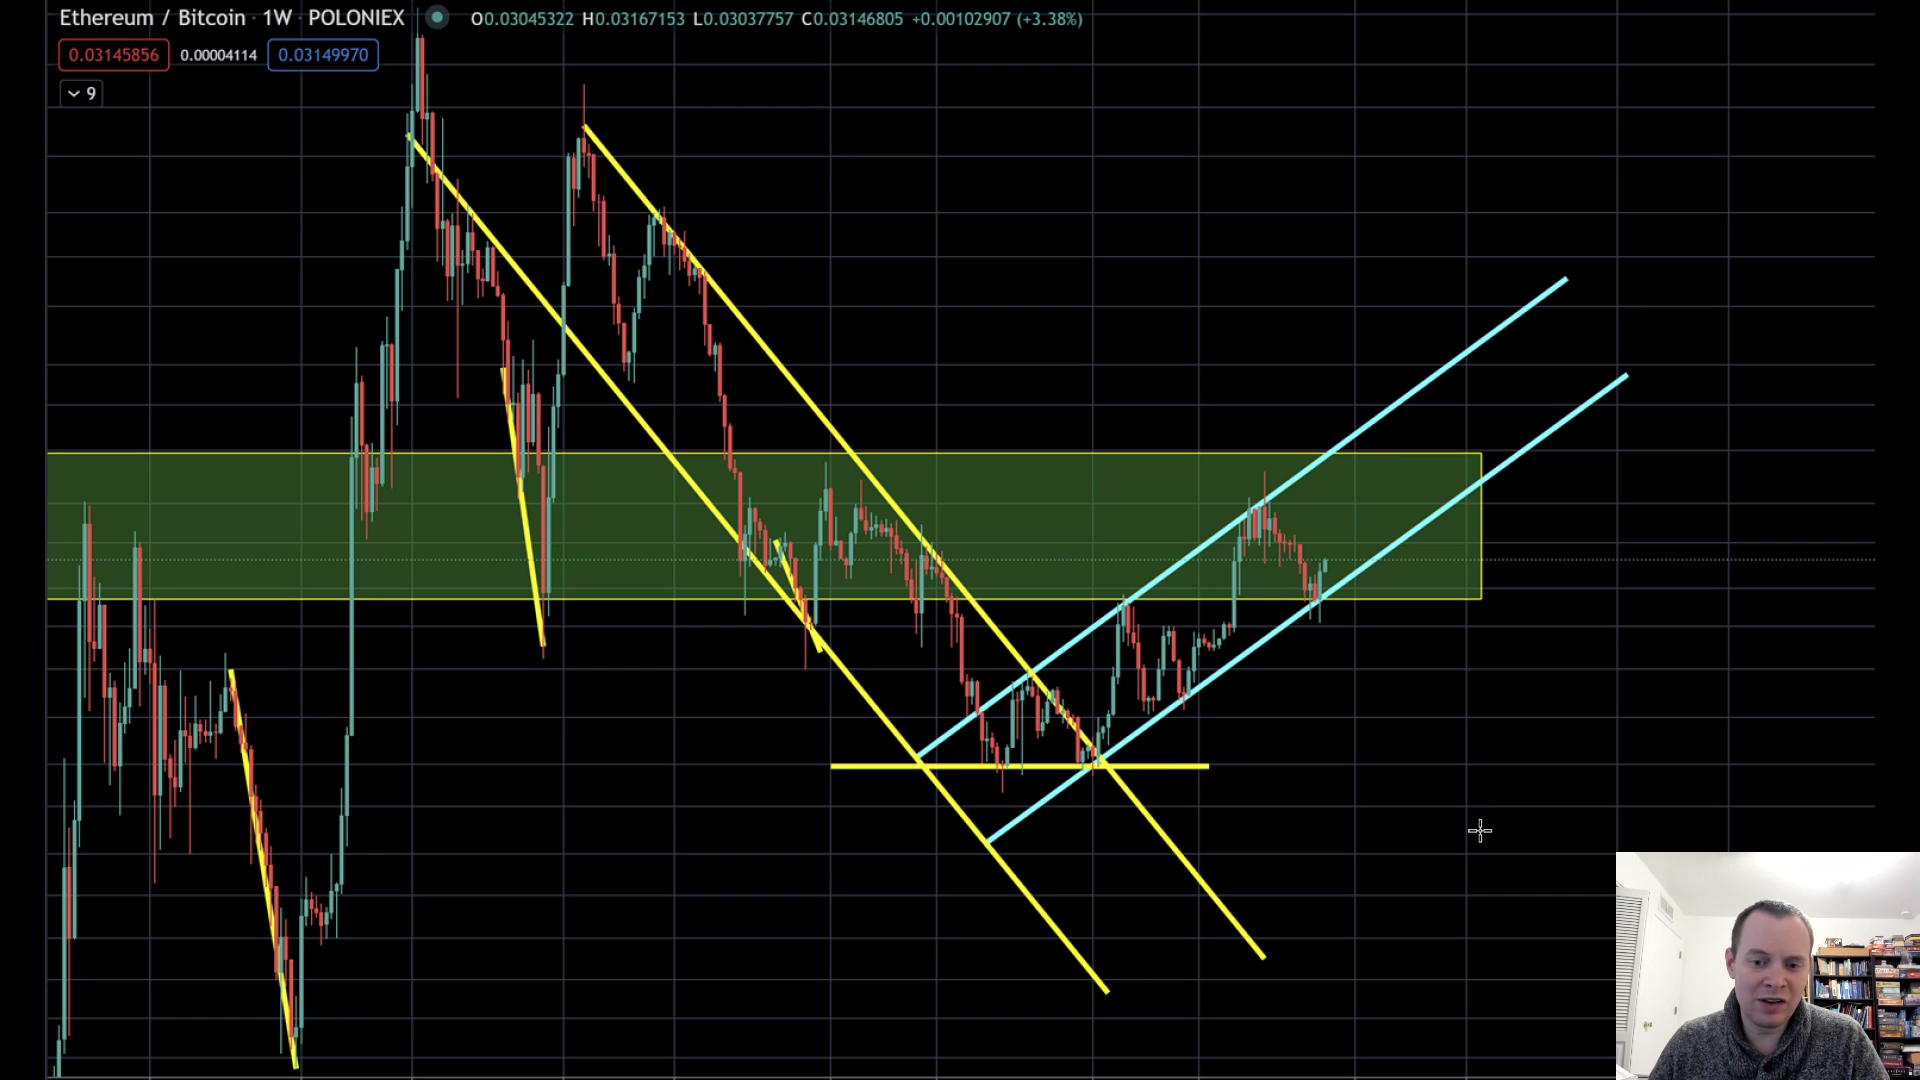 Ethereum / Bitcoin · 1W · POLONIEX O0.03045322 H0.03167153 L0.03037757 C0.03146805 +0.00102907 (+3.38%)
0.03145856 0.00004114 0.03149970
9